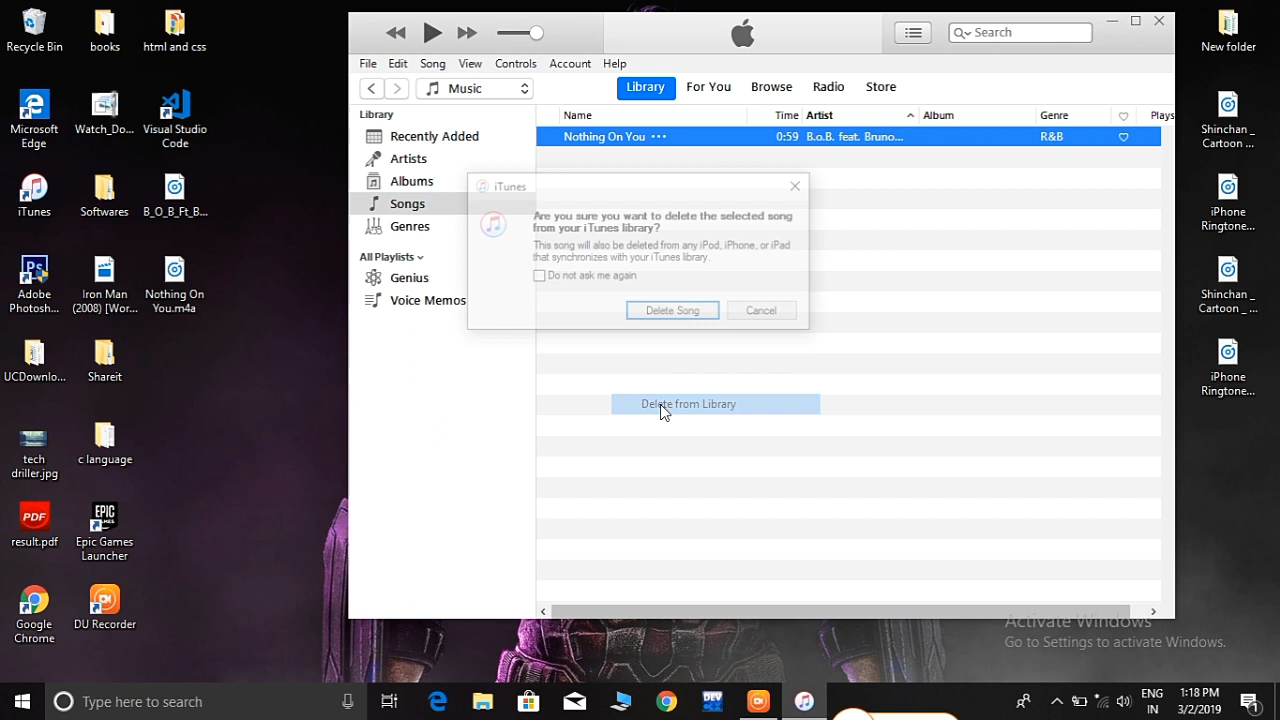 Recycle Bin
books
html and css
Microsoft
Edge
Watch_Do...
Visual Studio
Code
iTunes
Softwares
B_O_B_Ft_B...
Adobe
Photosh...
Iron Man
(2008) [Wor...
Nothing On
You.m4a
UCDownlo...
Shareit
tech
driller.jpg
c language
PDF
result.pdf
EPIC
GAMES
Epic Games
Launcher
Google
Chrome
DU Recorder
Search
File
Edit
Song
View
Controls
Account
Help
Music
Library
For You
Browse
Radio
Store
Library
Recently Added
Artists
Albums
Songs
Genres
All Playlists
Genius
Voice Memos
Name
Time
Artist
Album
Genre
Plays
Nothing On You •••
0:59
B.o.B. feat. Bruno...
R&B
iTunes
Are you sure you want to delete the selected song
from your iTunes library?
This song will also be deleted from any iPod, iPhone, or iPad
that synchronizes with your iTunes library.
Do not ask me again
Delete Song
Cancel
Delete from Library
New folder
Shinchan _
Cartoon ...
iPhone
Ringtone...
Shinchan _
Cartoon _ ...
iPhone
Ringtone...
Activate Windows
Go to Settings to activate Windows.
Type here to search
DEV
ENG
IN
1:18 PM
3/2/2019
1